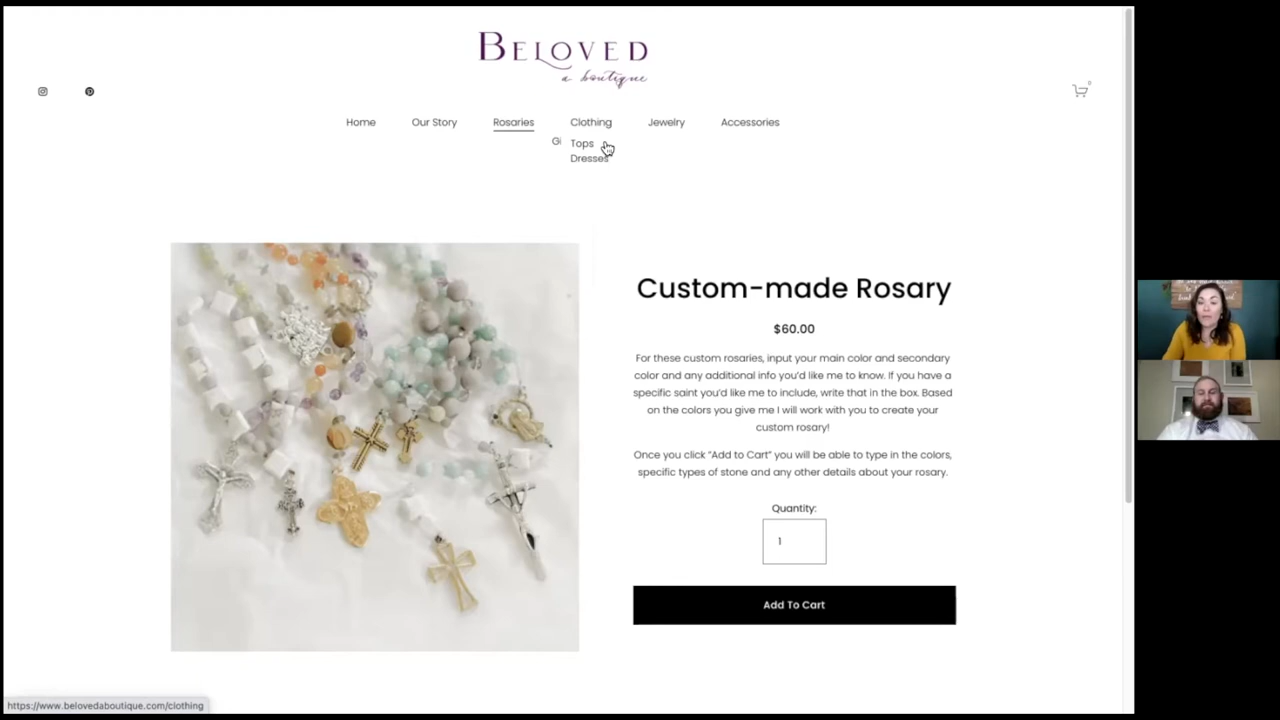 BELOVED
a boutique
0
Home Our Story Rosaries Clothing Jewelry Accessories
Gi Tops
Dresses
Custom-made Rosary
$60.00
For these custom rosaries, input your main color and secondary
color and any additional info you'd like me to know. If you have a
specific saint you'd like me to include, write that in the box. Based
on the colors you give me I will work with you to create your
custom rosary!
Once you click "Add to Cart" you will be able to type in the colors,
specific types of stone and any other details about your rosary.
Quantity:
1
Add To Cart
https://www.belovedaboutique.com/clothing